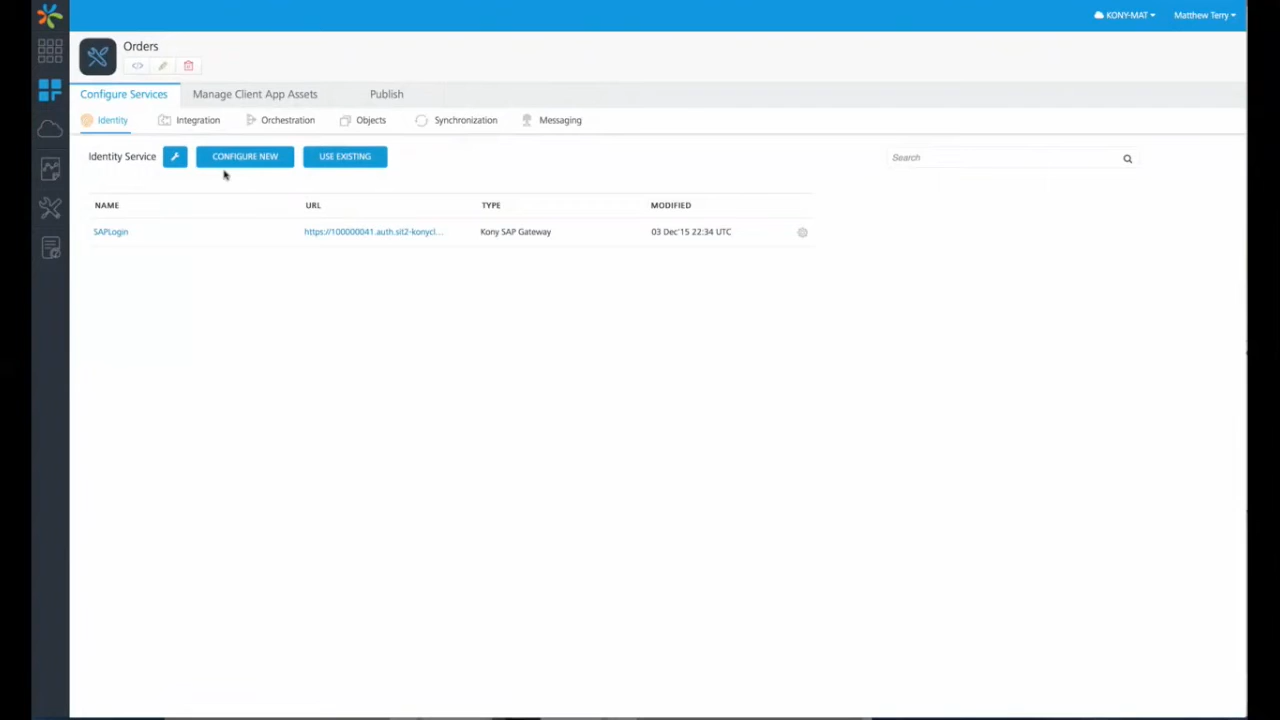 KONY-MAT Matthew Terry
Orders
</>
Configure Services Manage Client App Assets Publish
Identity Integration Orchestration Objects Synchronization Messaging
Identity Service CONFIGURE NEW USE EXISTING Search
NAME URL TYPE MODIFIED
SAPLogin https://100000041.auth.sit2-konycl... Kony SAP Gateway 03 Dec'15 22:34 UTC